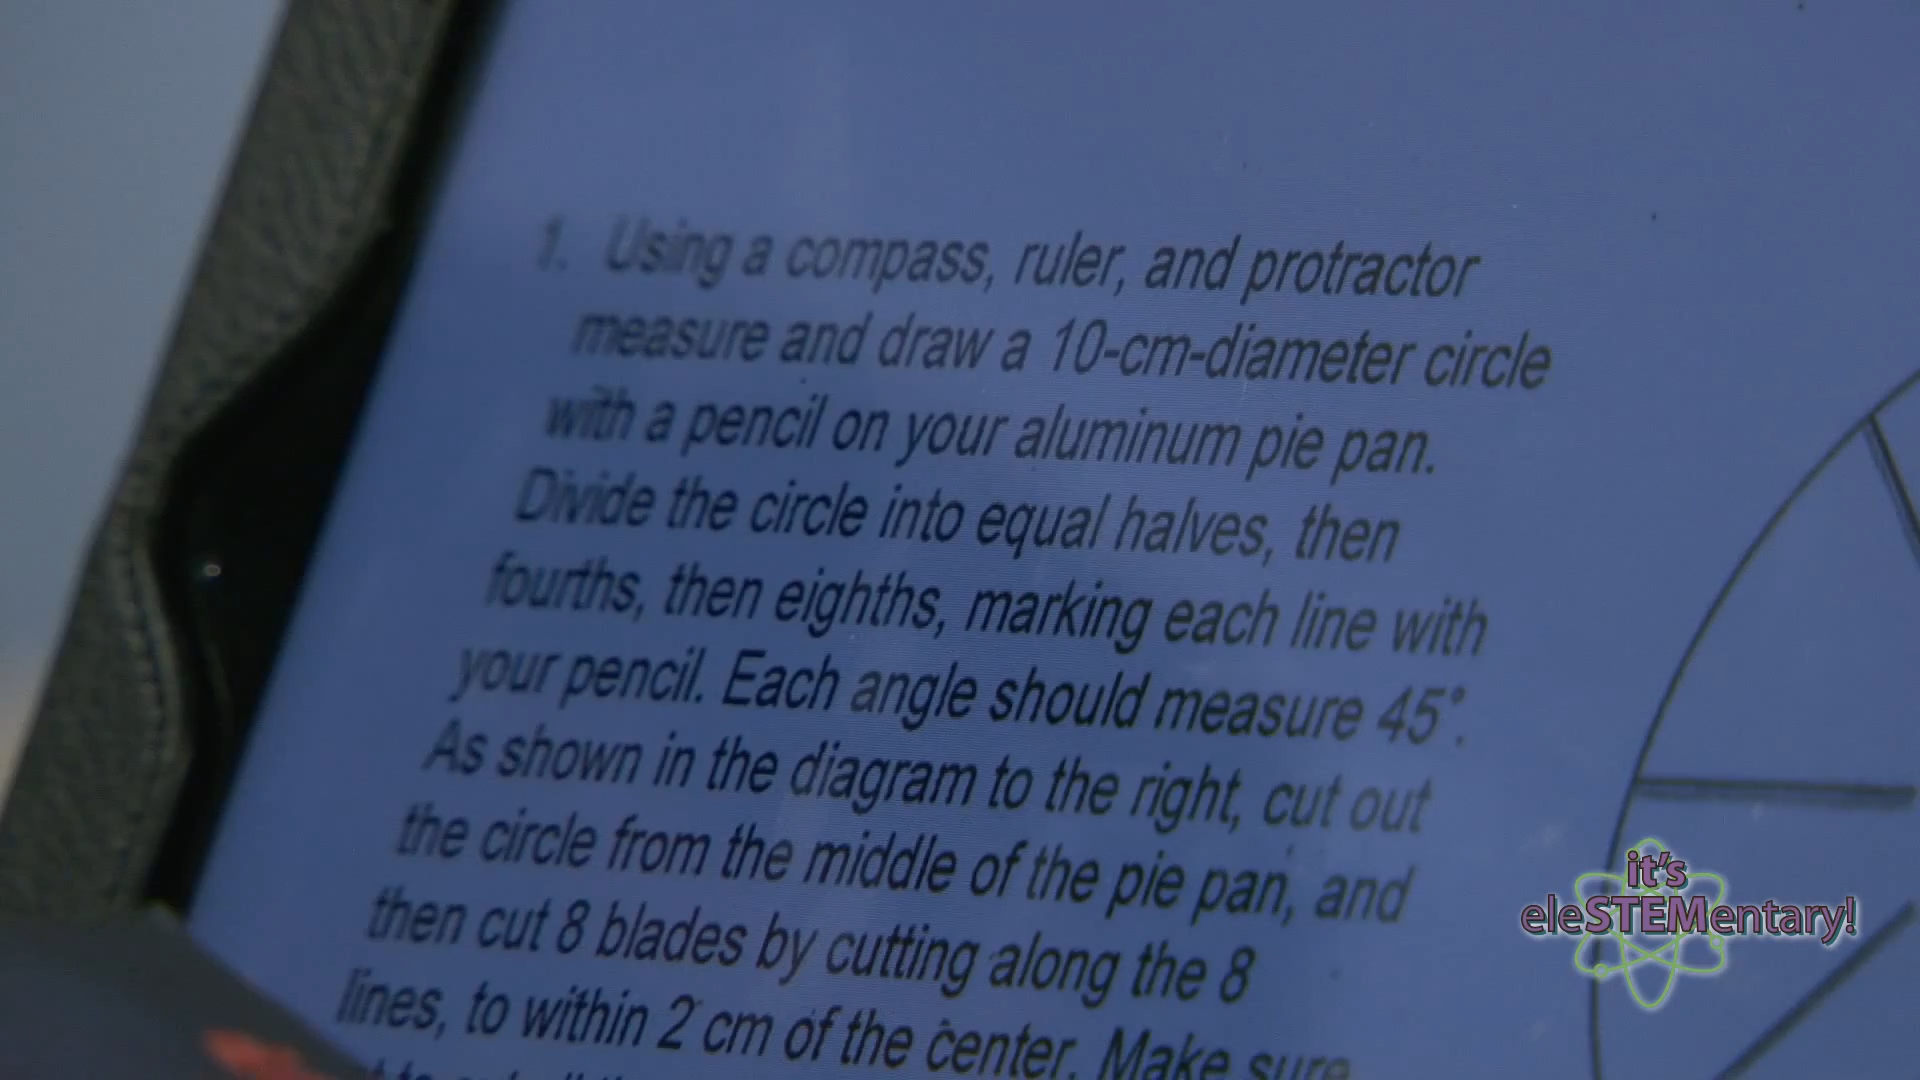 1. Using a compass, ruler, and protractor
measure and draw a 10-cm-diameter circle
with a pencil on your aluminum pie pan.
Divide the circle into equal halves, then
fourths, then eighths, marking each line with
your pencil. Each angle should measure 45°.
As shown in the diagram to the right, cut out
the circle from the middle of the pie pan, and
then cut 8 blades by cutting along the 8
lines, to within 2 cm of the center. Make sure
it's
eleSTEMentary!